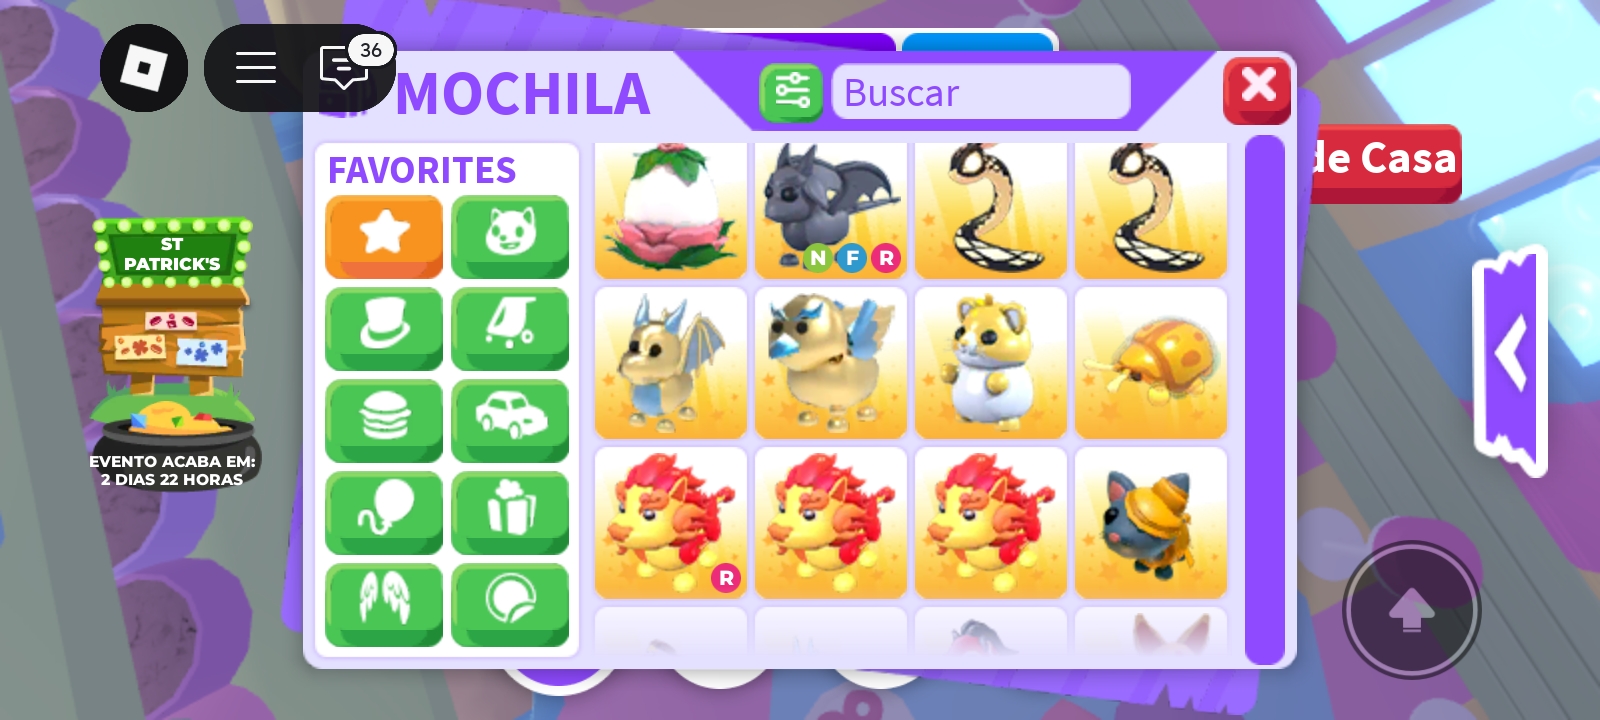 36
MOCHILA
Buscar
FAVORITES
de Casa
ST
PATRICK'S
N F R
R
EVENTO ACABA EM:
2 DIAS 22 HORAS